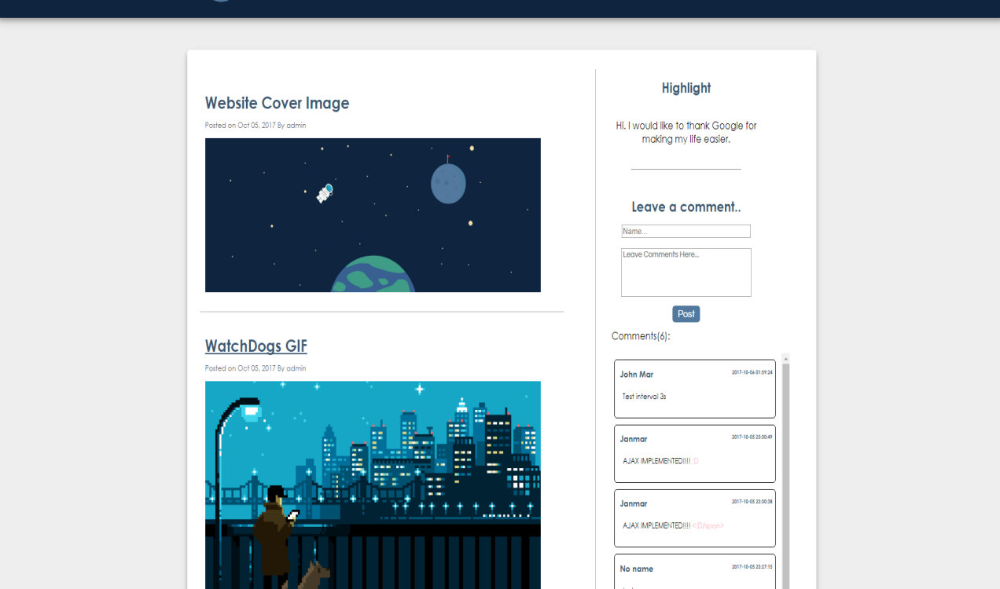 Website Cover Image
Posted on Oct 05, 2017 By admin
WatchDogs GIF
Posted on Oct 05, 2017 By admin
Highlight
Hi. I would like to thank Google for
making my life easier.
Leave a comment..
Name...
Leave Comments Here...
Post
Comments(6):
John Mar 2017-10-06 01:59:24
Test interval 3s
Janmar 2017-10-05 23:30:49
AJAX IMPLEMENTED!!!! :D
Janmar 2017-10-05 23:30:38
AJAX IMPLEMENTED!!!! <:D/span>
No name 2017-10-05 23:27:15